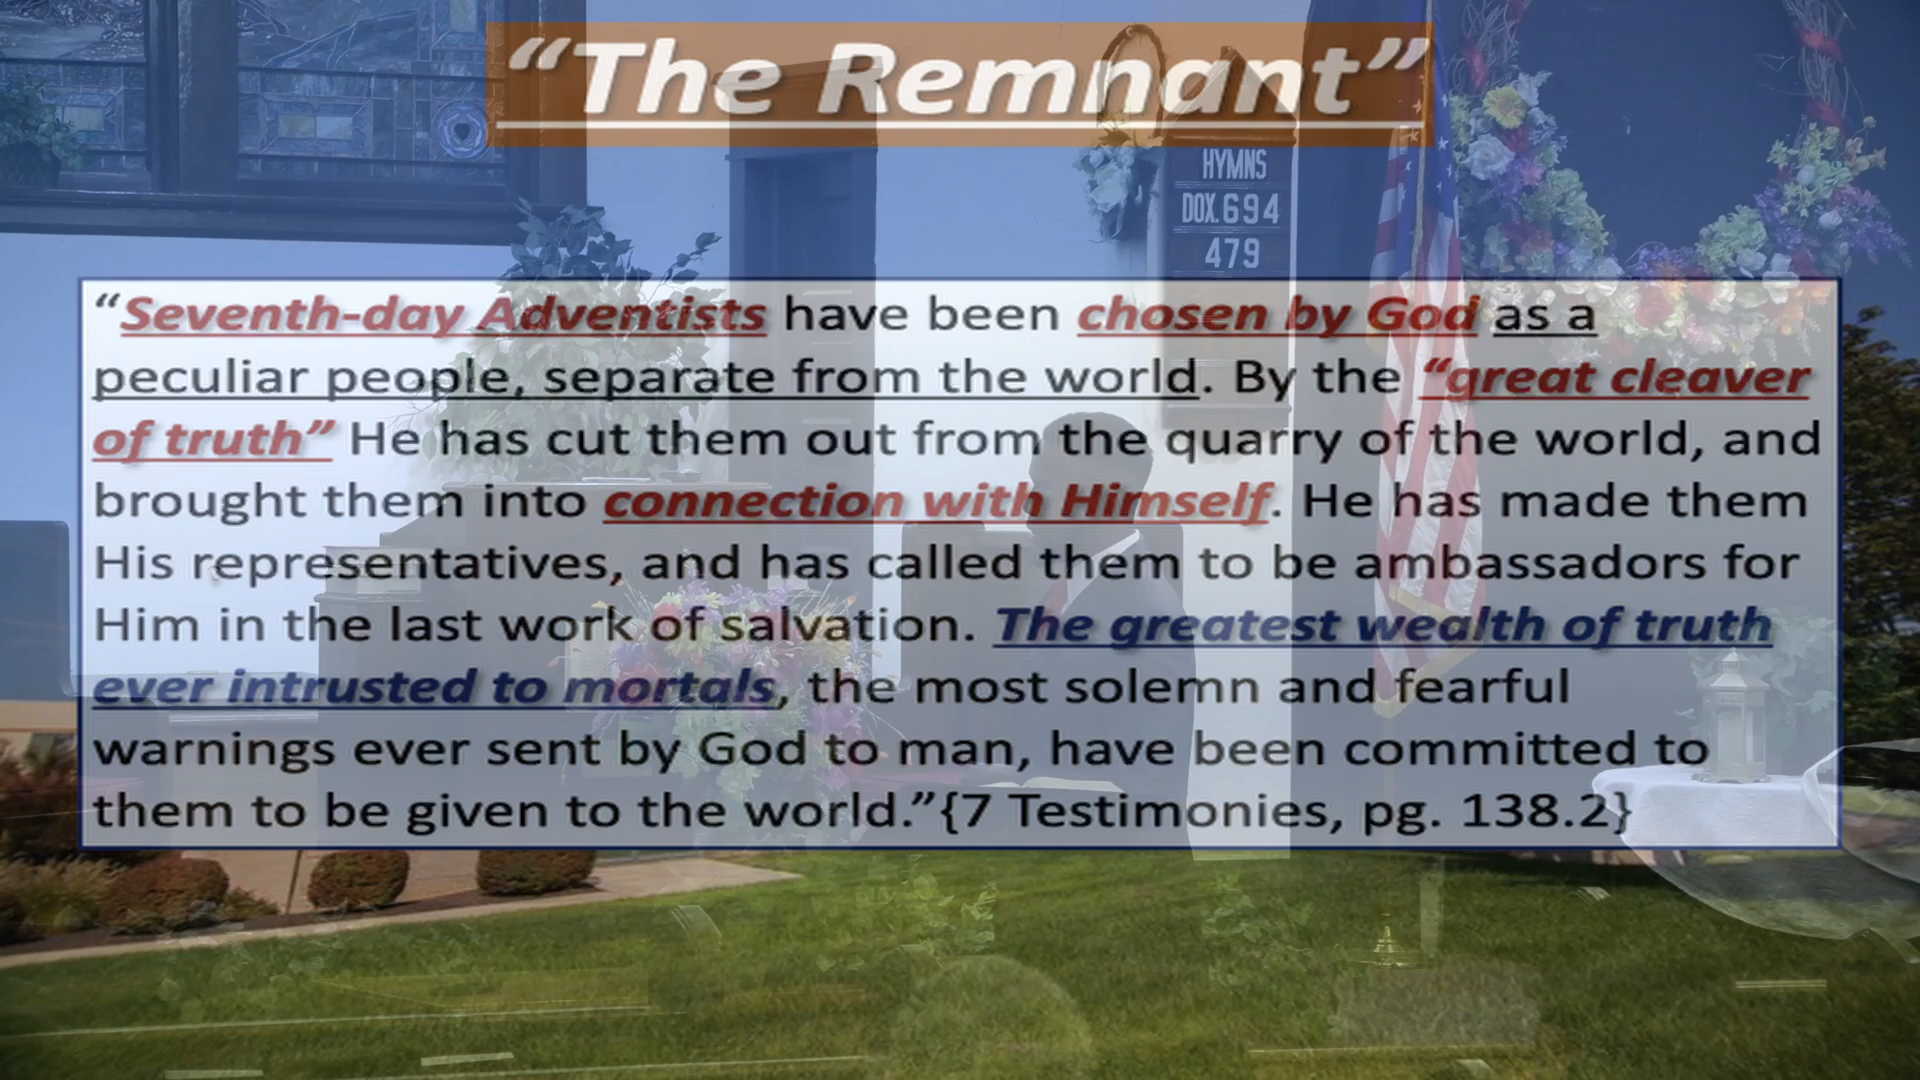 “The Remnant”
HYMNS
DOX. 694
479
“Seventh-day Adventists have been chosen by God as a
peculiar people, separate from the world. By the “great cleaver
of truth” He has cut them out from the quarry of the world, and
brought them into connection with Himself. He has made them
His representatives, and has called them to be ambassadors for
Him in the last work of salvation. The greatest wealth of truth
ever intrusted to mortals, the most solemn and fearful
warnings ever sent by God to man, have been committed to
them to be given to the world.”{7 Testimonies, pg. 138.2}